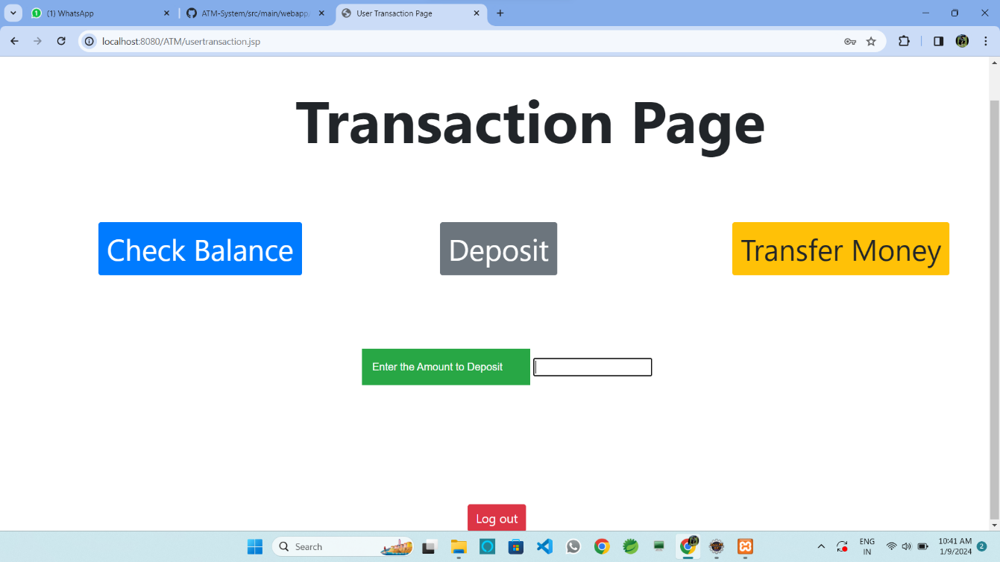 (1) WhatsApp
ATM-System/src/main/webapp/
User Transaction Page
localhost:8080/ATM/usertransaction.jsp
Transaction Page
Check Balance
Deposit
Transfer Money
Enter the Amount to Deposit
Log out
Search
ENG
IN
10:41 AM
1/9/2024
2